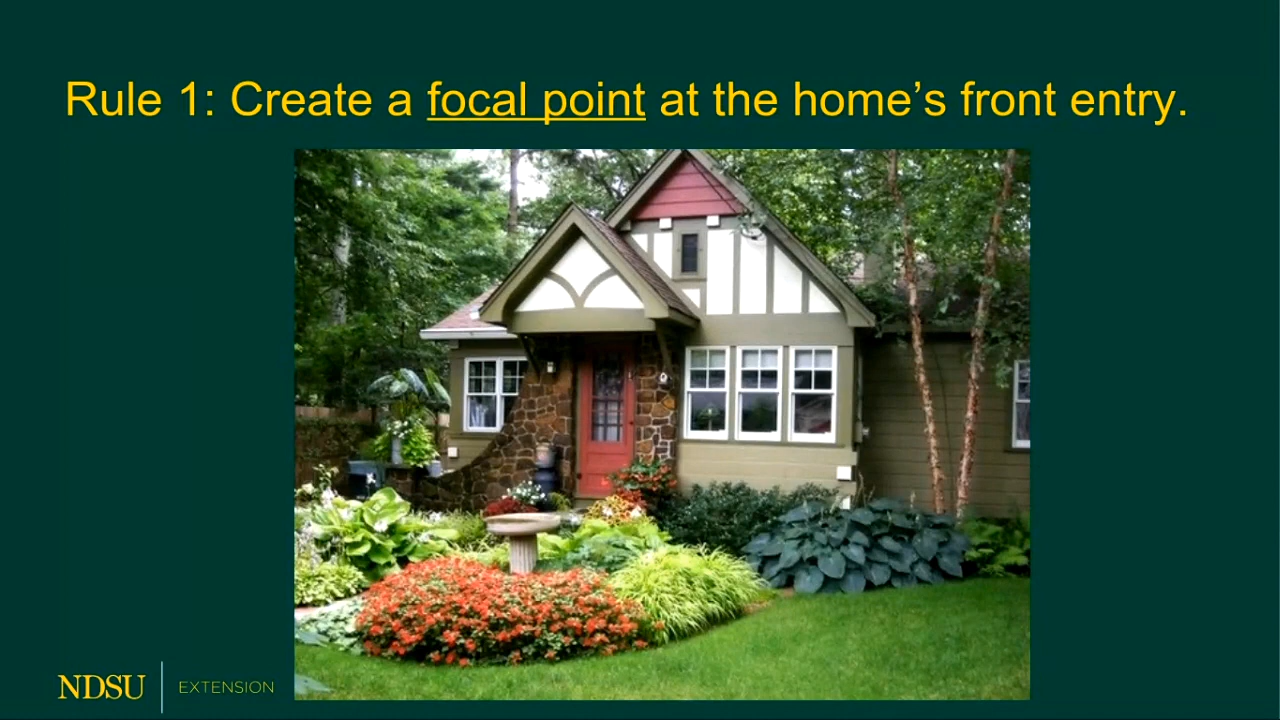 Rule 1: Create a focal point at the home’s front entry.
NDSU EXTENSION